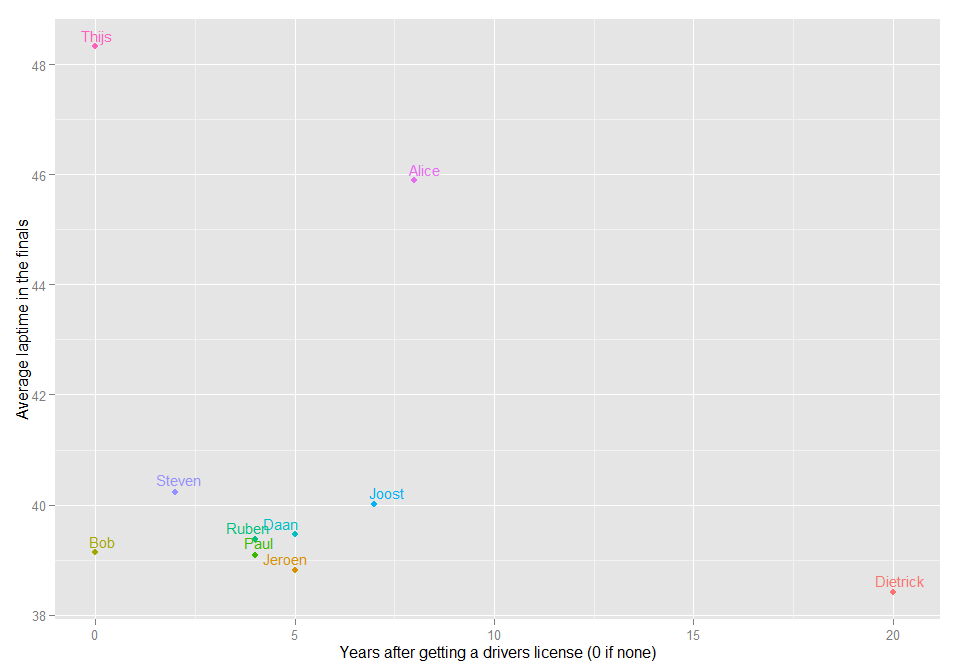 Thijs
48
Alice
46
44
Average laptime in the finals
42
Steven
Joost
40
Ruben
Daan
Bob
Paul
Jeroen
Dietrick
38
0
5
10
15
20
Years after getting a drivers license (0 if none)